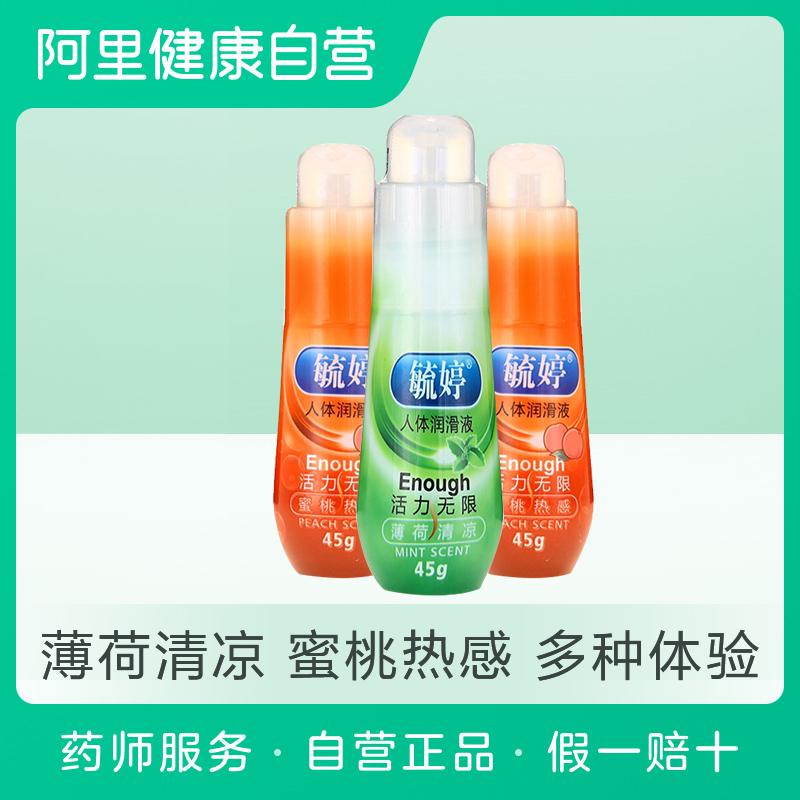 阿里健康自营
毓婷®
人体润滑
Enough
活力无限
蜜桃热感
PEACH SCENT
45g
毓婷®
人体润滑液
Enough
活力无限
薄荷清凉
MINT SCENT
45g
毓婷®
人体润滑液
Enough
活力无限
桃热感
PEACH SCENT
45g
薄荷清凉 蜜桃热感 多种体验
药师服务·自营正品·假一赔十